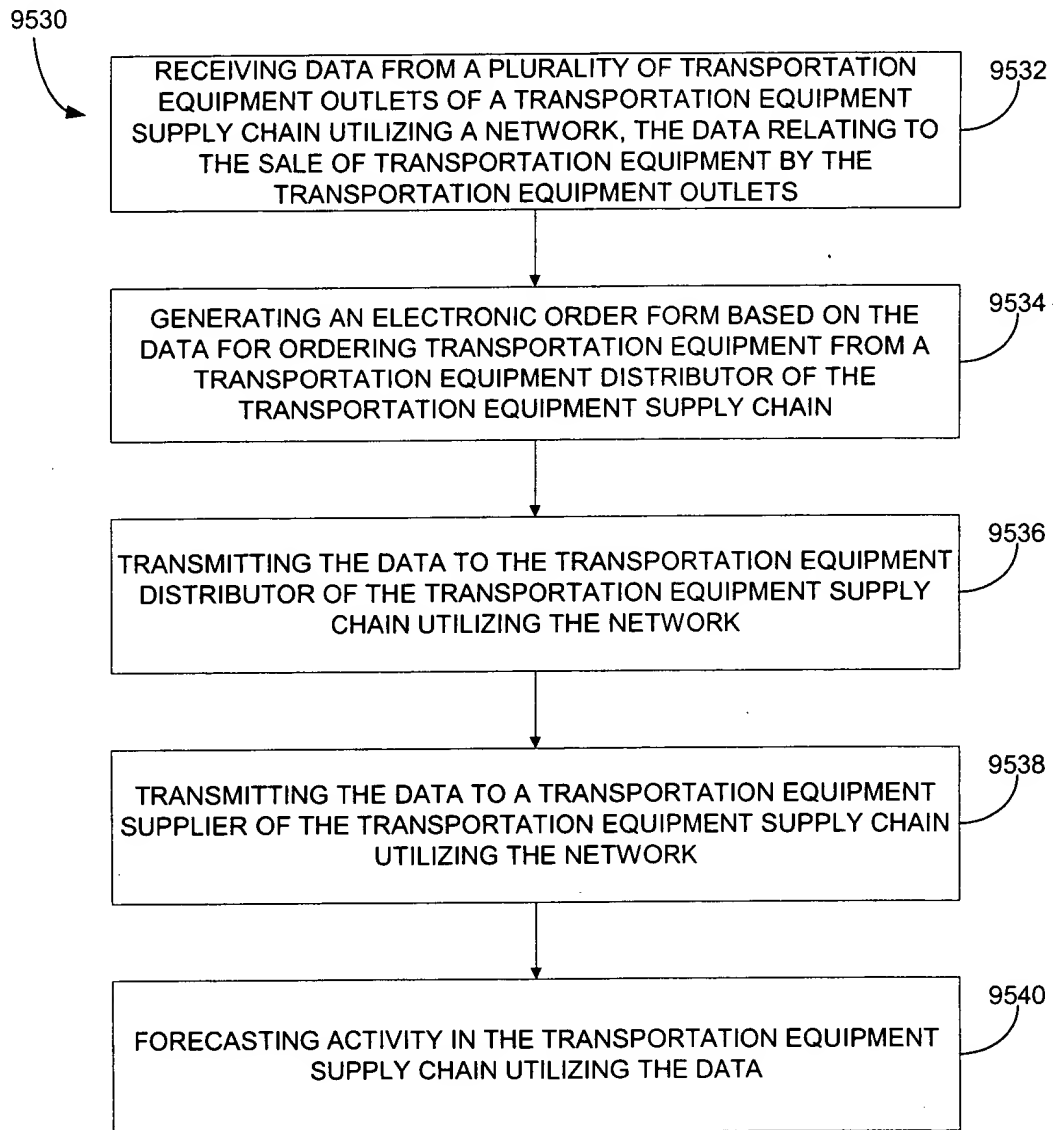 9530
RECEIVING DATA FROM A PLURALITY OF TRANSPORTATION
EQUIPMENT OUTLETS OF A TRANSPORTATION EQUIPMENT
SUPPLY CHAIN UTILIZING A NETWORK, THE DATA RELATING TO
THE SALE OF TRANSPORTATION EQUIPMENT BY THE
TRANSPORTATION EQUIPMENT OUTLETS
9532
GENERATING AN ELECTRONIC ORDER FORM BASED ON THE
DATA FOR ORDERING TRANSPORTATION EQUIPMENT FROM A
TRANSPORTATION EQUIPMENT DISTRIBUTOR OF THE
TRANSPORTATION EQUIPMENT SUPPLY CHAIN
9534
TRANSMITTING THE DATA TO THE TRANSPORTATION EQUIPMENT
DISTRIBUTOR OF THE TRANSPORTATION EQUIPMENT SUPPLY
CHAIN UTILIZING THE NETWORK
9536
TRANSMITTING THE DATA TO A TRANSPORTATION EQUIPMENT
SUPPLIER OF THE TRANSPORTATION EQUIPMENT SUPPLY CHAIN
UTILIZING THE NETWORK
9538
FORECASTING ACTIVITY IN THE TRANSPORTATION EQUIPMENT
SUPPLY CHAIN UTILIZING THE DATA
9540